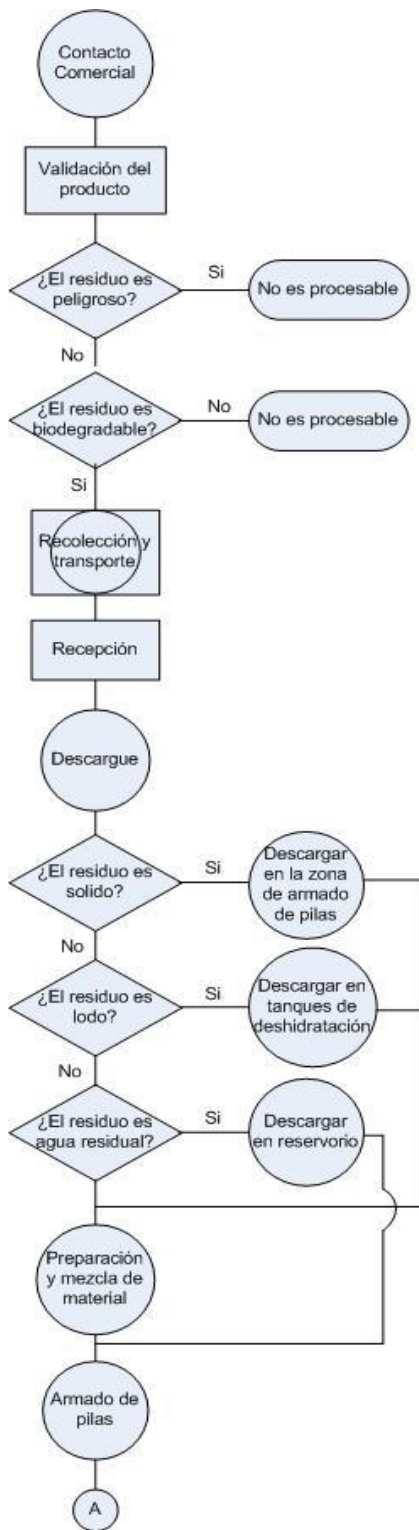 Contacto
Comercial
Validación del
producto
¿El residuo es
peligroso?
Si
No es procesable
No
¿El residuo es
biodegradable?
No
No es procesable
Si
Recolección y
transporte
Recepción
Descargue
¿El residuo es
solido?
Si
Descargar
en la zona
de armado
de pilas
No
¿El residuo es
lodo?
Si
Descargar en
tanques de
deshidratación
No
¿El residuo es
agua residual?
Si
Descargar
en reservorio
Preparación
y mezcla de
material
Armado de
pilas
A